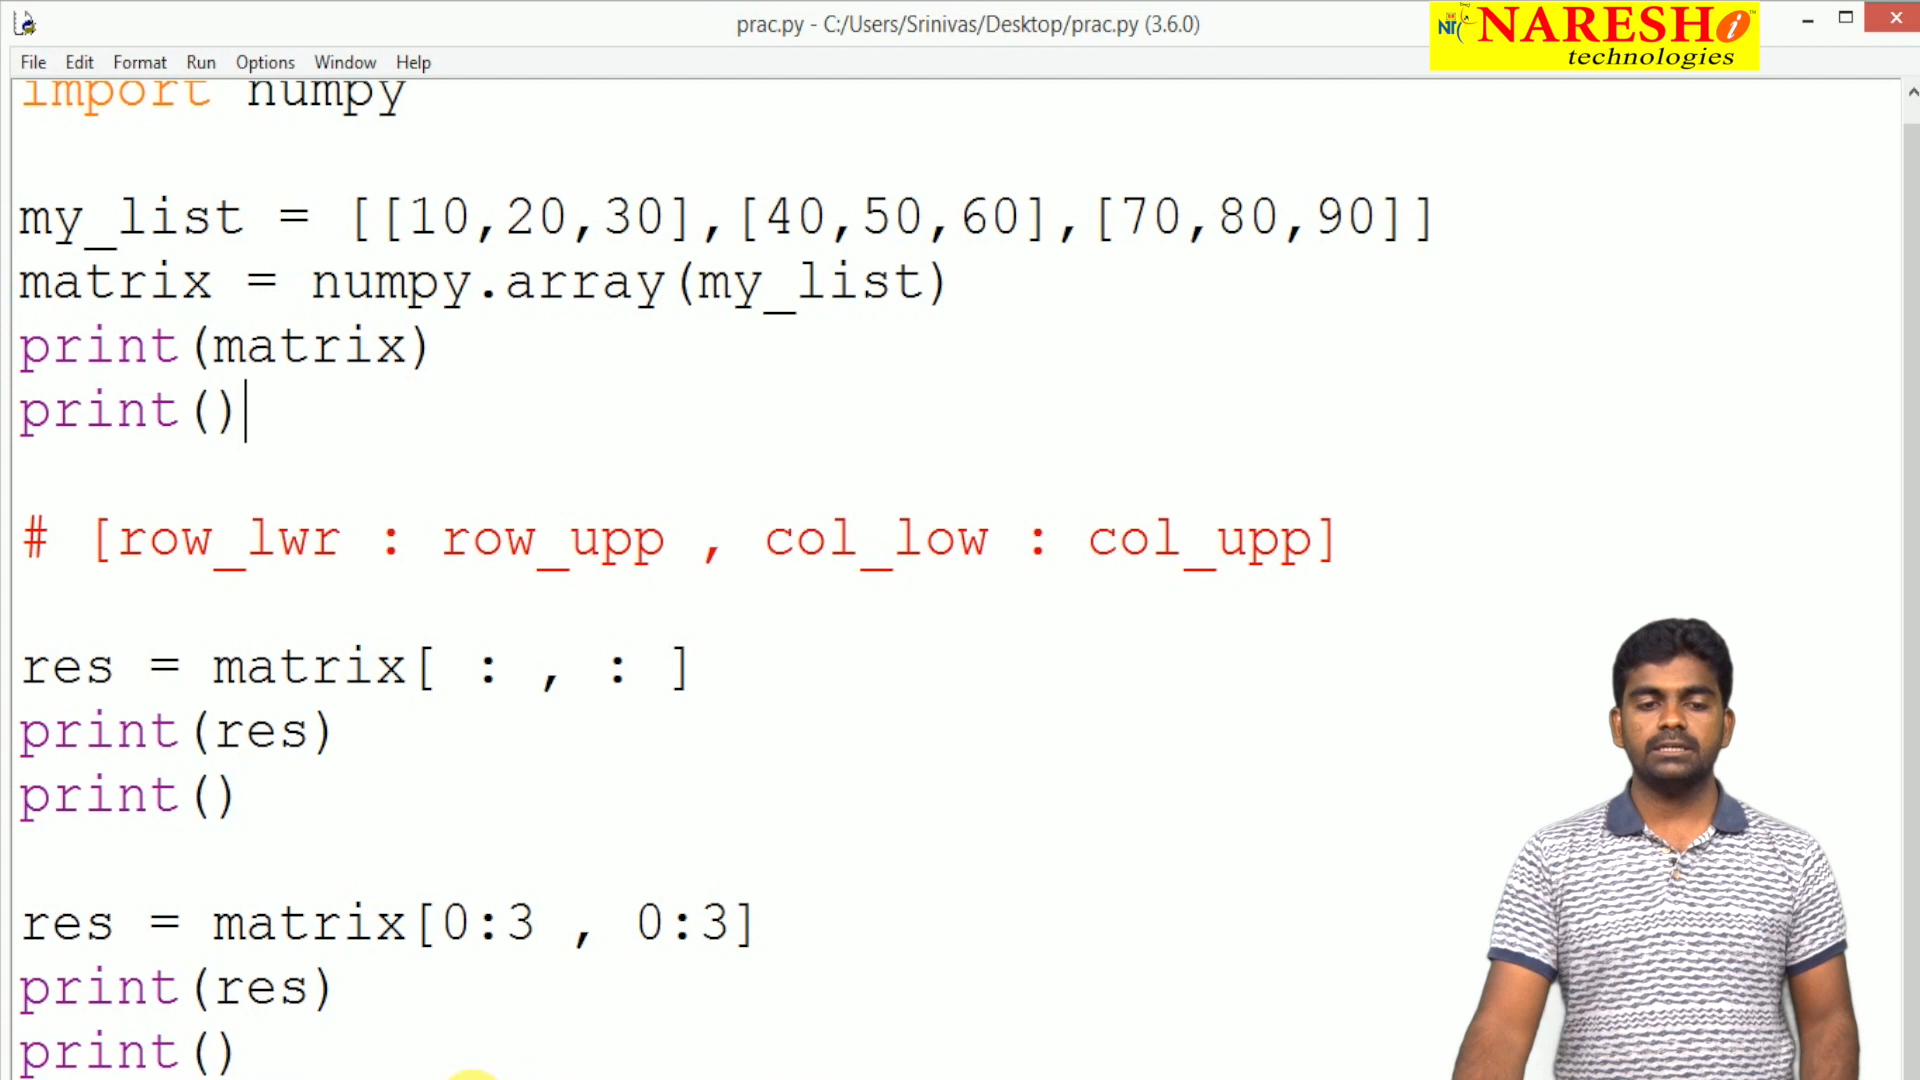 prac.py - C:/Users/Srinivas/Desktop/prac.py (3.6.0)
NT NARESH i
technologies
File Edit Format Run Options Window Help
import numpy
my_list = [[10,20,30],[40,50,60],[70,80,90]]
matrix = numpy.array(my_list)
print(matrix)
print()
# [row_lwr : row_upp , col_low : col_upp]
res = matrix[ : , : ]
print(res)
print()
res = matrix[0:3 , 0:3]
print(res)
print()